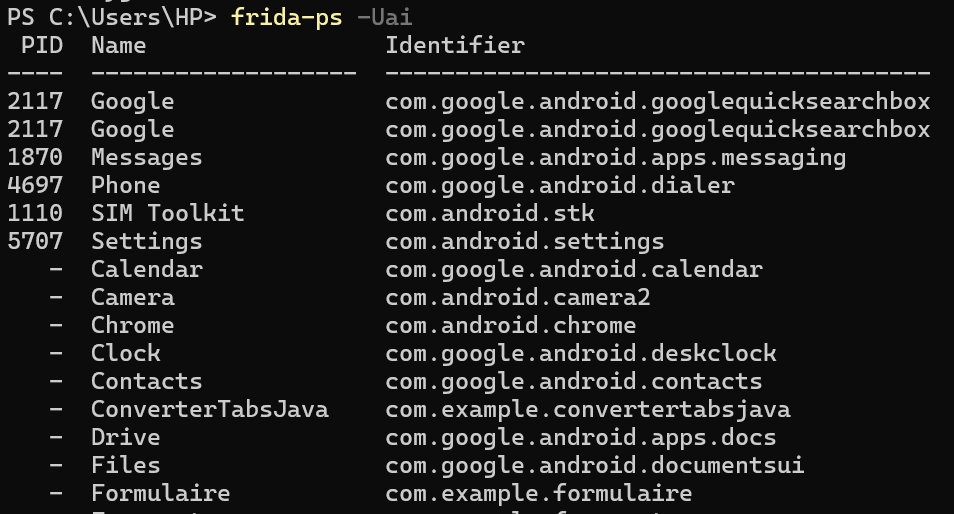 PS C:\Users\HP> frida-ps -Uai
PID Name Identifier
---- ------------------ ---------------------------------------
2117 Google com.google.android.googlequicksearchbox
2117 Google com.google.android.googlequicksearchbox
1870 Messages com.google.android.apps.messaging
4697 Phone com.google.android.dialer
1110 SIM Toolkit com.android.stk
5707 Settings com.android.settings
- Calendar com.google.android.calendar
- Camera com.android.camera2
- Chrome com.android.chrome
- Clock com.google.android.deskclock
- Contacts com.google.android.contacts
- ConverterTabsJava com.example.convertertabsjava
- Drive com.google.android.apps.docs
- Files com.google.android.documentsui
- Formulaire com.example.formulaire